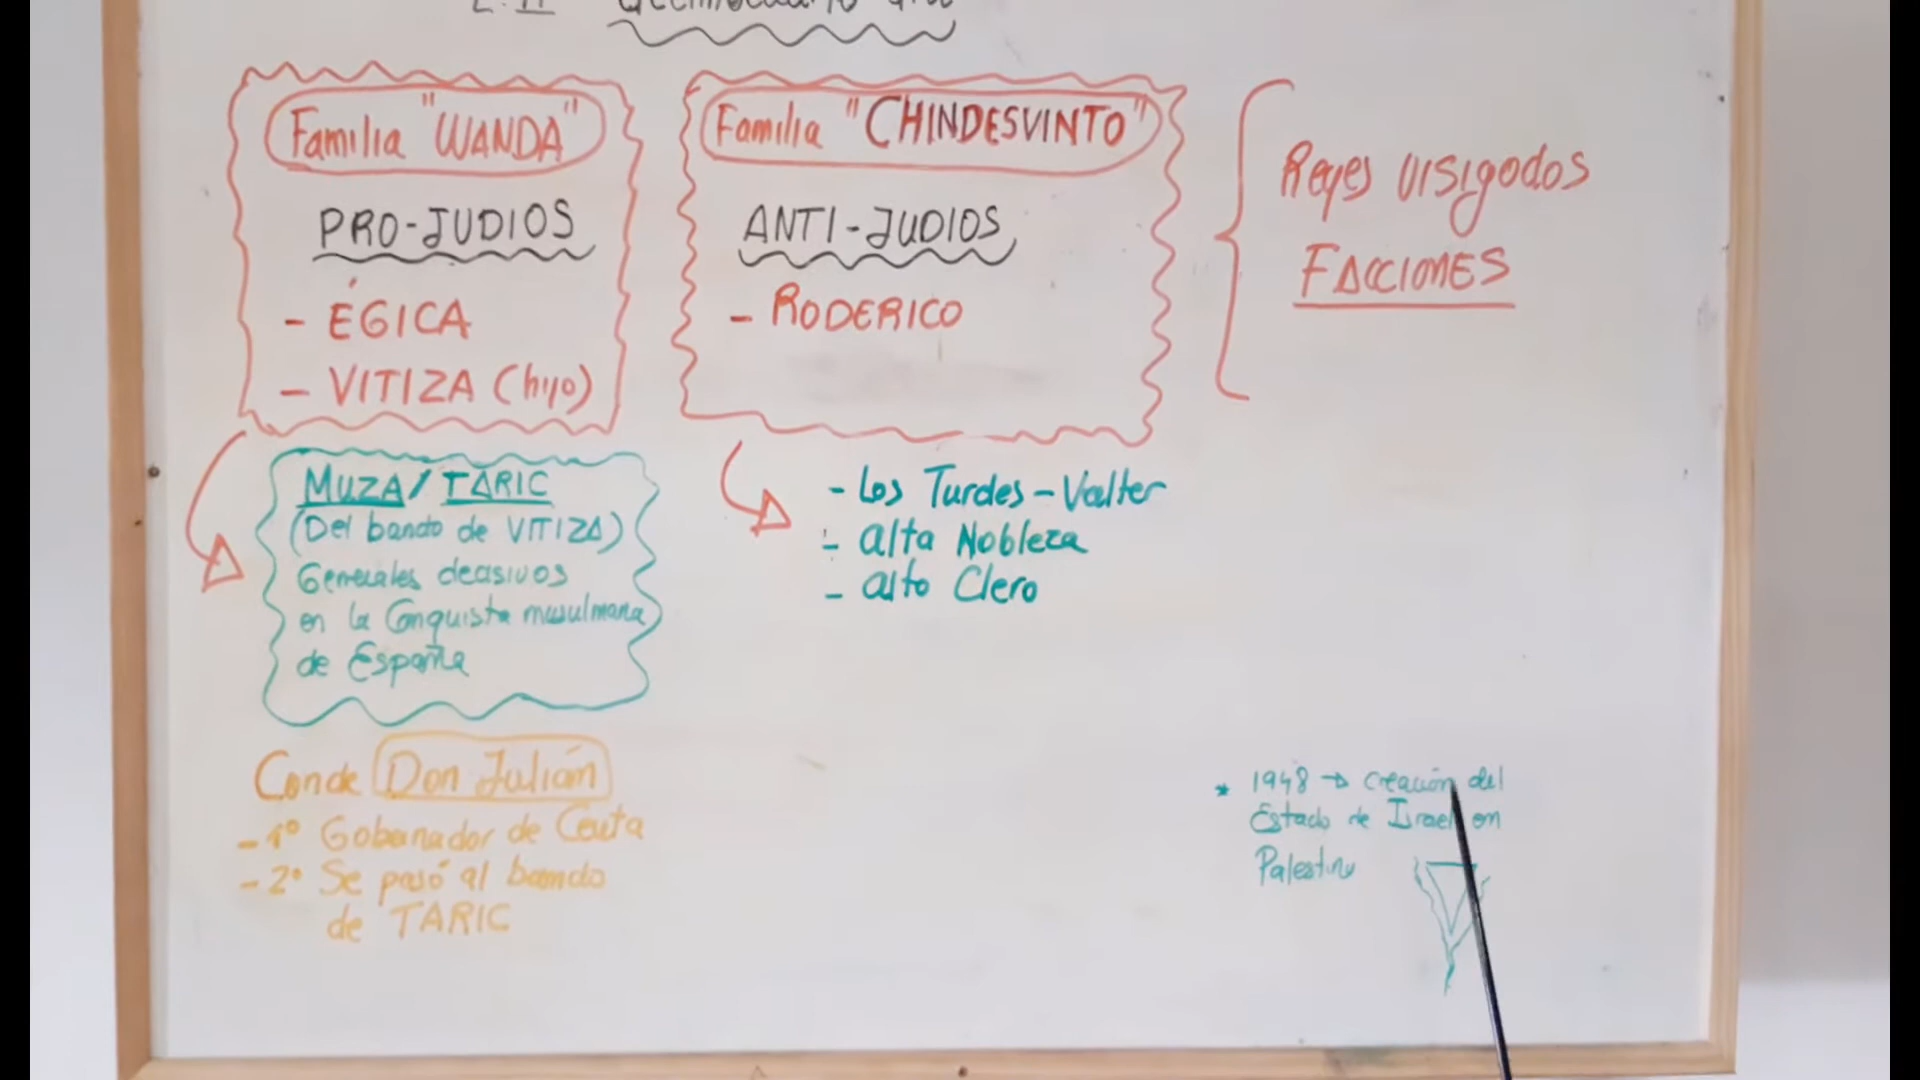 Familia "WANDA"
PRO-JUDIOS
- ÉGICA
- VITIZA (hijo)
Familia "CHINDESVINTO"
ANTI-JUDIOS
- RODERICO
Reyes visigodos
FACCIONES
MUZA / TARIC
(Del bando de VITIZA)
Generales decisivos
en la Conquista musulmana
de España
- Los Turdes - Valter
- Alta Nobleza
- Alto Clero
Conde Don Julián
- 1º Gobernador de Ceuta
- 2º Se pasó al bando
de TARIC
* 1948 → Creación del
Estado de Israel en
Palestina